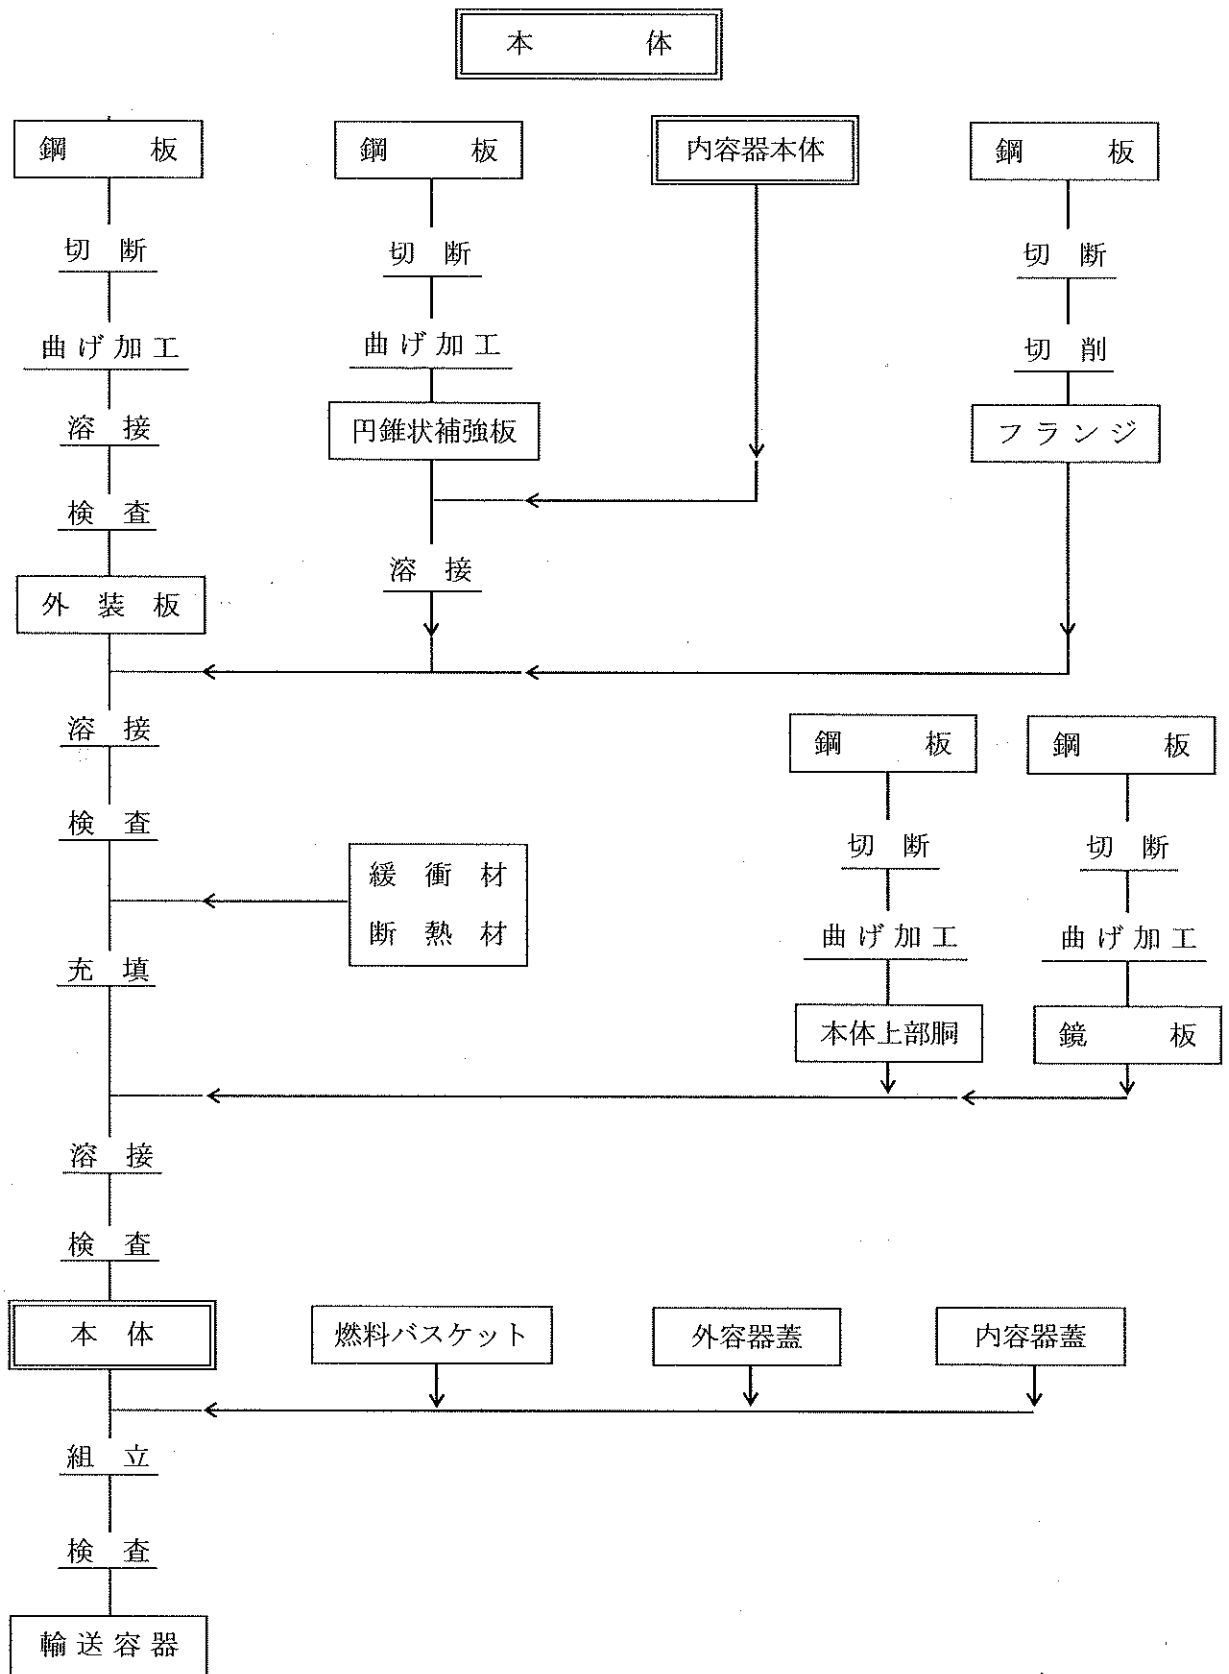 本体
鋼板 鋼板 内容器本体 鋼板
切断 切断 切断
曲げ加工 曲げ加工 切削
溶接 円錐状補強板 フランジ
検査
溶接
外装板
溶接 鋼板 鋼板
検査 切断 切断
緩衝材
断熱材
曲げ加工 曲げ加工
充填
本体上部胴 鏡板
溶接
検査
本体 燃料バスケット 外容器蓋 内容器蓋
組立
検査
輸送容器